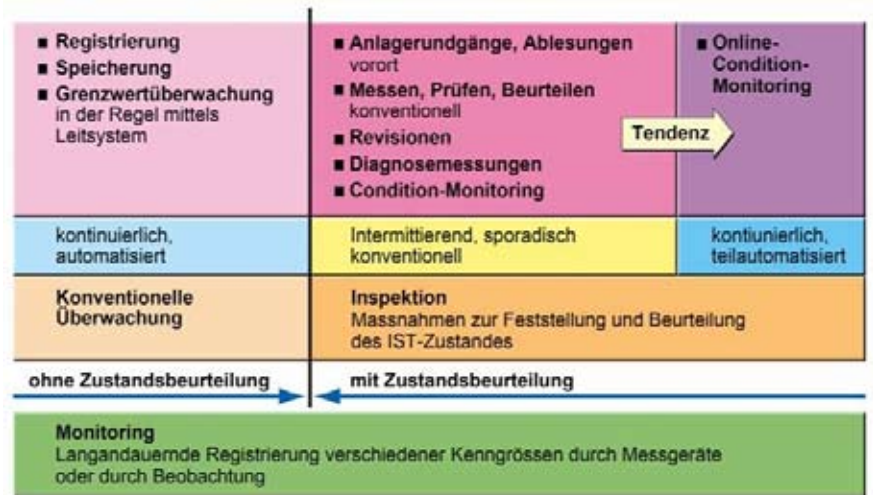 ■ Registrierung
■ Speicherung
■ Grenzwertüberwachung
in der Regel mittels
Leitsystem
■ Anlagerundgänge, Ablesungen
vorort
■ Messen, Prüfen, Beurteilen
konventionell
■ Revisionen
■ Diagnosemessungen
■ Condition-Monitoring
Tendenz
■ Online-
Condition-
Monitoring
kontinuierlich,
automatisiert
Intermittierend, sporadisch
konventionell
kontiunierlich,
teilautomatisiert
Konventionelle
Überwachung
Inspektion
Massnahmen zur Feststellung und Beurteilung
des IST-Zustandes
ohne Zustandsbeurteilung
mit Zustandsbeurteilung
Monitoring
Langandauernde Registrierung verschiedener Kenngrössen durch Messgeräte
oder durch Beobachtung